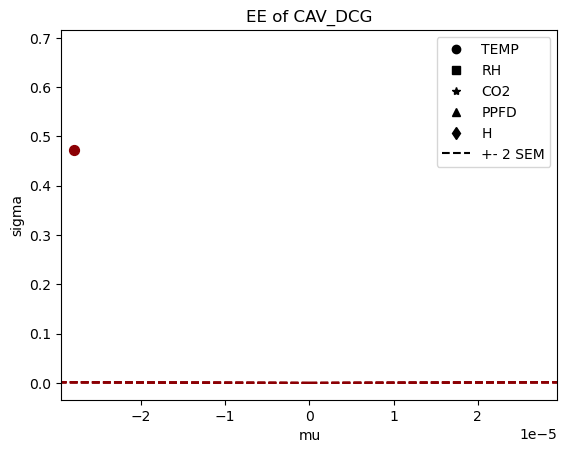 EE of CAV_DCG
TEMP
RH
CO2
PPFD
H
+- 2 SEM
sigma
0.7
0.6
0.5
0.4
0.3
0.2
0.1
0.0
−2
−1
0
1
2
1e−5
mu